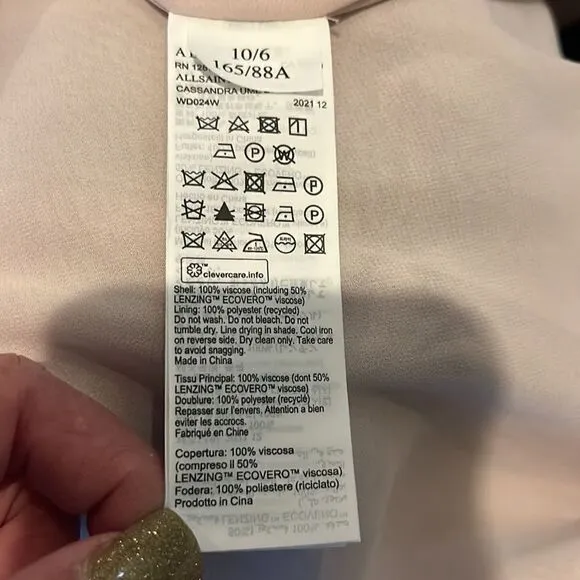 10/6
165/88A
RN
ALLSAIN
CASSANDRA
WD024W 2021 12
P W
P
P
clevercare.info
Shell: 100% viscose (including 50%
LENZING™ ECOVERO™ viscose)
Lining: 100% polyester (recycled)
Do not wash. Do not bleach. Do not
tumble dry. Line drying in shade. Cool iron
on reverse side. Dry clean only. Take care
to avoid snagging.
Made in China
Tissu Principal: 100% viscose (dont 50%
LENZING™ ECOVERO™ viscose)
Doublure: 100% polyester (recyclé)
Repasser sur l'envers, Attention a bien
eviter les accrocs.
Fabriqué en Chine
Copertura: 100% viscosa
(compreso il 50%
LENZING™ ECOVERO™ viscosa)
Fodera: 100% poliestere (riciclato)
Prodotto in Cina